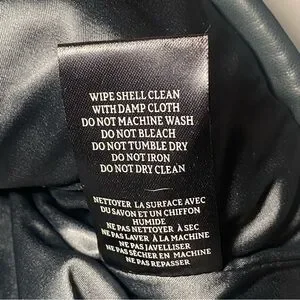 WIPE SHELL CLEAN
WITH DAMP CLOTH
DO NOT MACHINE WASH
DO NOT BLEACH
DO NOT TUMBLE DRY
DO NOT IRON
DO NOT DRY CLEAN
NETTOYER LA SURFACE AVEC
DU SAVON ET UN CHIFFON
HUMIDE
NE PAS NETTOYER À SEC
NE PAS LAVER À LA MACHINE
NE PAS JAVELLISER
NE PAS SÉCHER EN MACHINE
NE PAS REPASSER